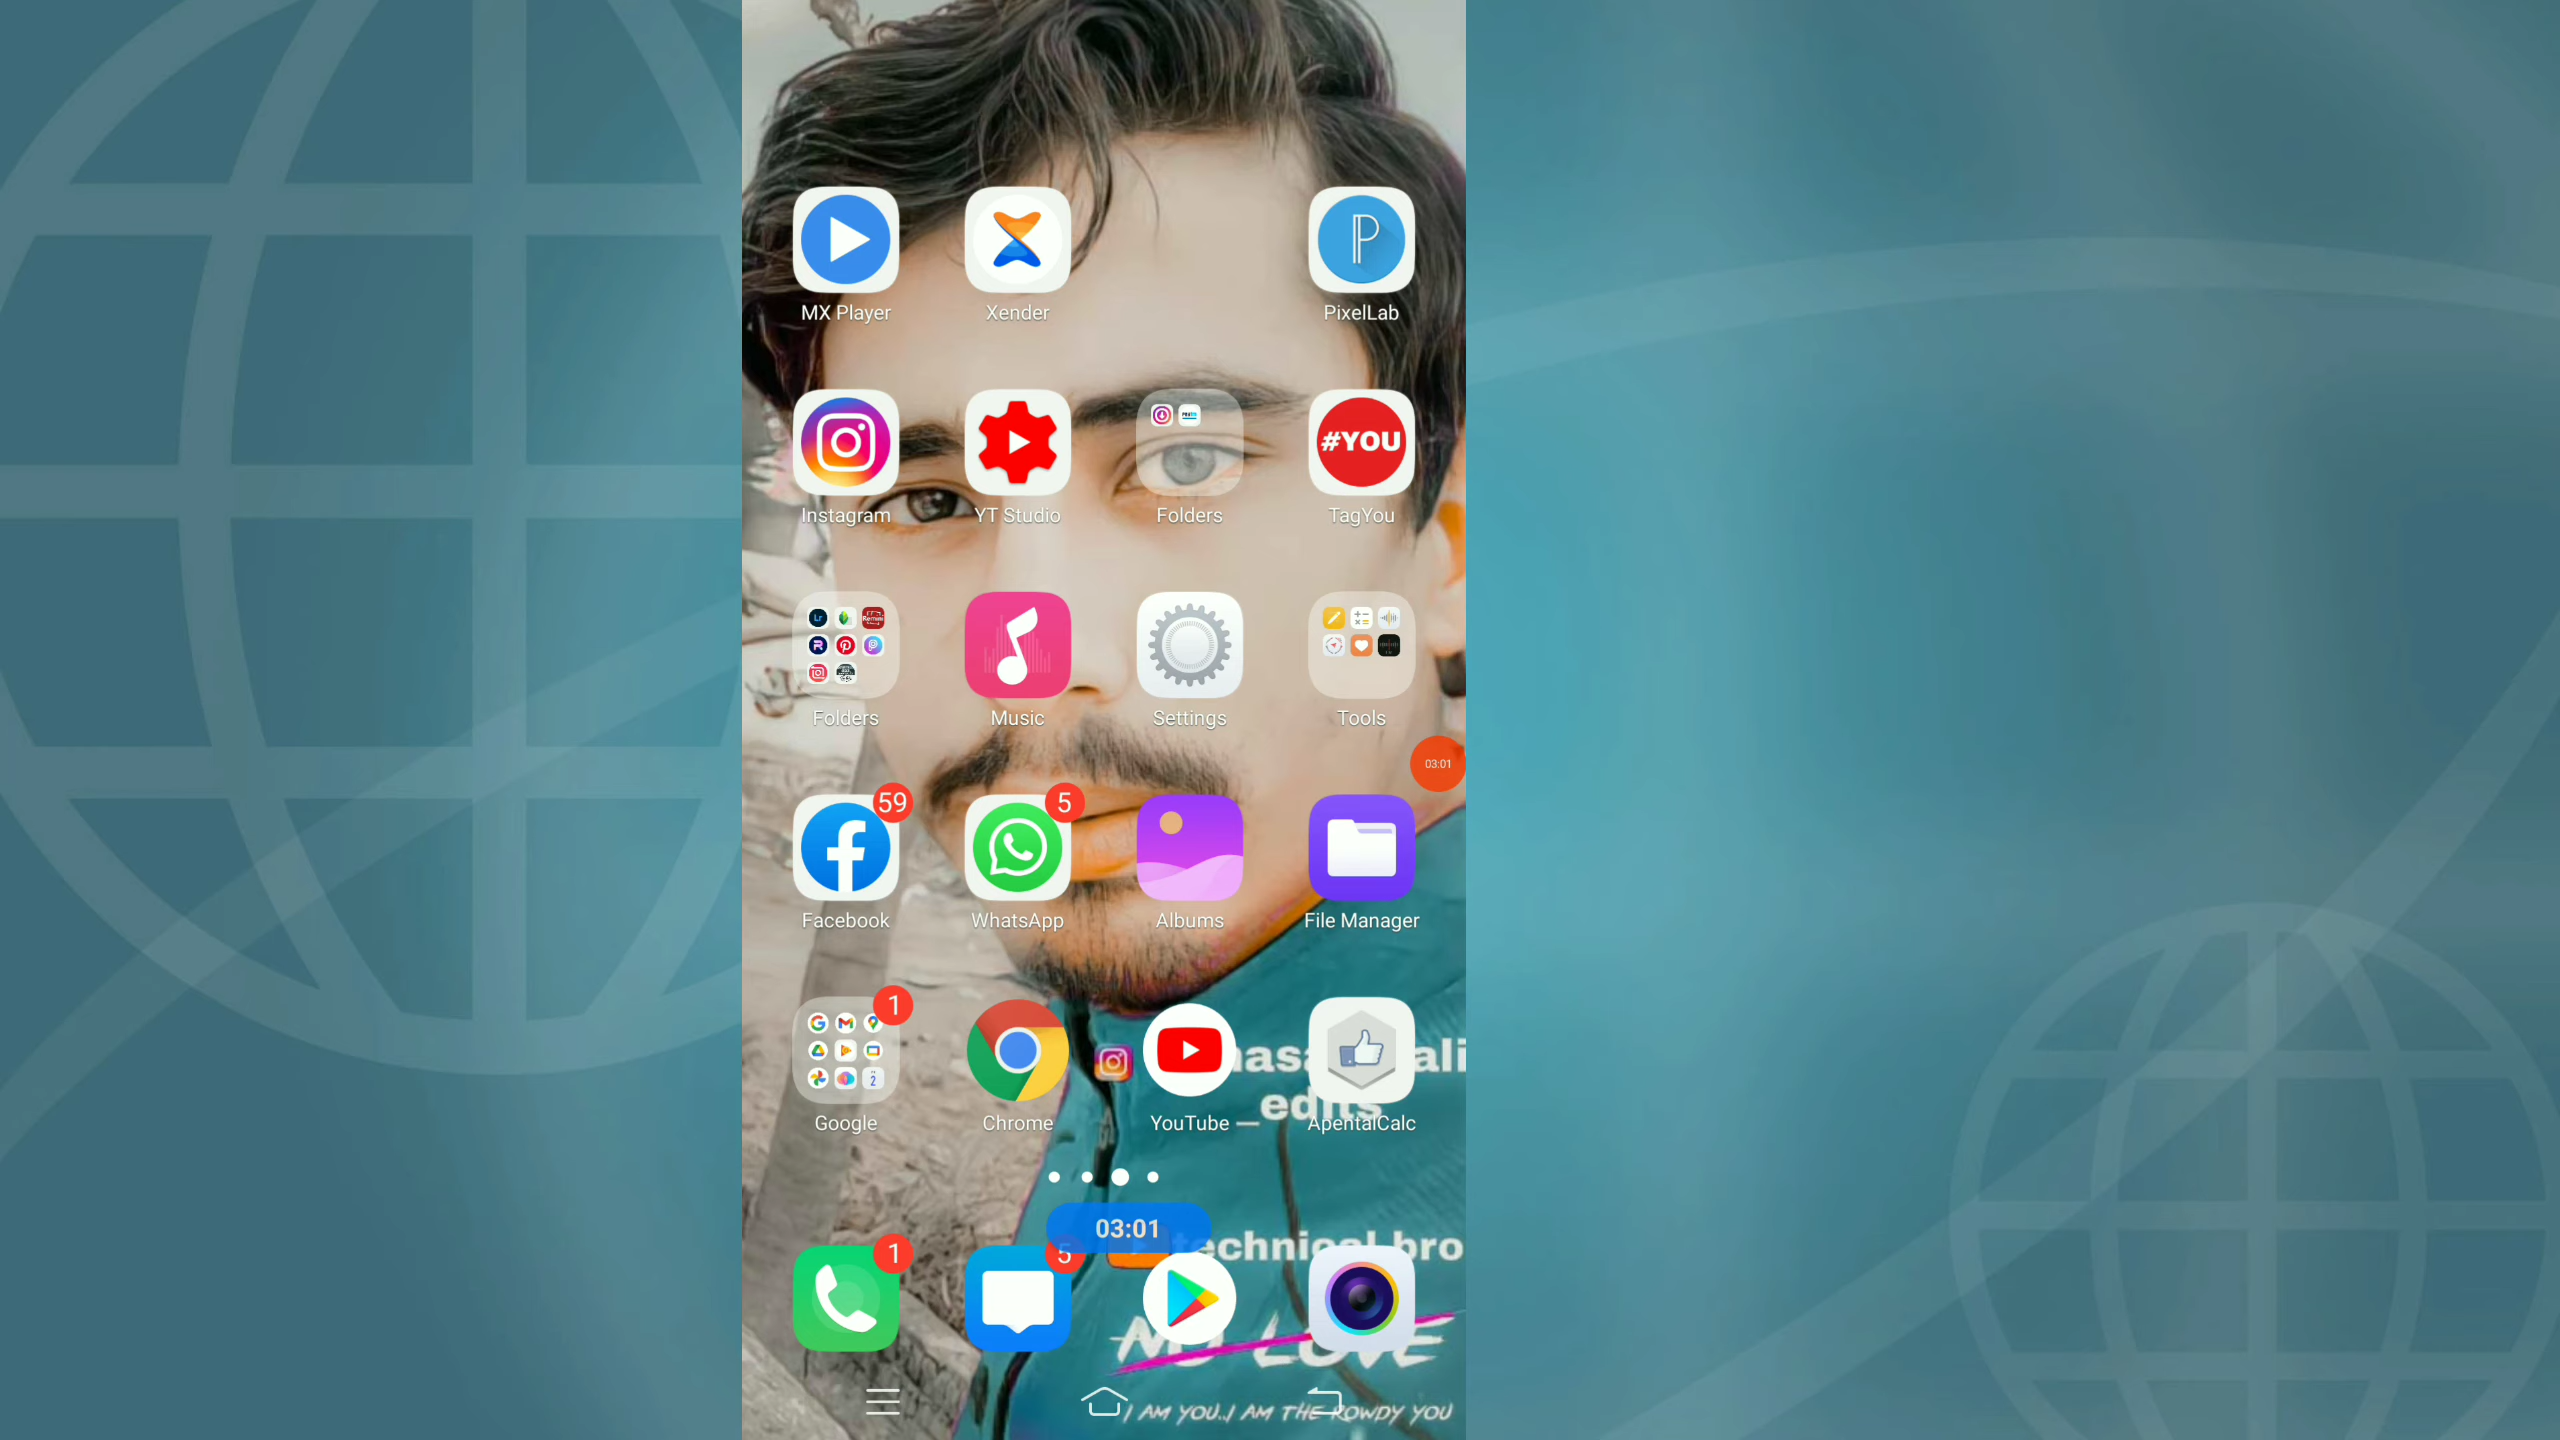 MX Player
Xender
PixelLab
#YOU
Instagram
YT Studio
Folders
TagYou
Folders
Music
Settings
Tools
03:01
59
5
Facebook
WhatsApp
Albums
File Manager
1
Google
Chrome
YouTube
ApentalCalc
edits
03:01
1
5
bro
NO LOVE
I AM YOU..I AM THE ROWDY YOU